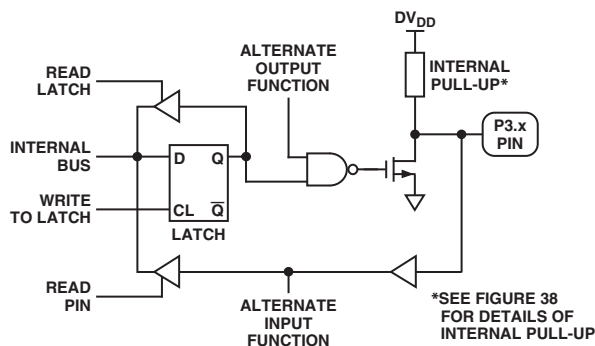 DVDD
ALTERNATE
OUTPUT
FUNCTION
READ
LATCH
INTERNAL
PULL-UP*
P3.x
PIN
INTERNAL
BUS
D
Q
WRITE
TO LATCH
CL
Q̅
LATCH
READ
PIN
ALTERNATE
INPUT
FUNCTION
*SEE FIGURE 38
FOR DETAILS OF
INTERNAL PULL-UP